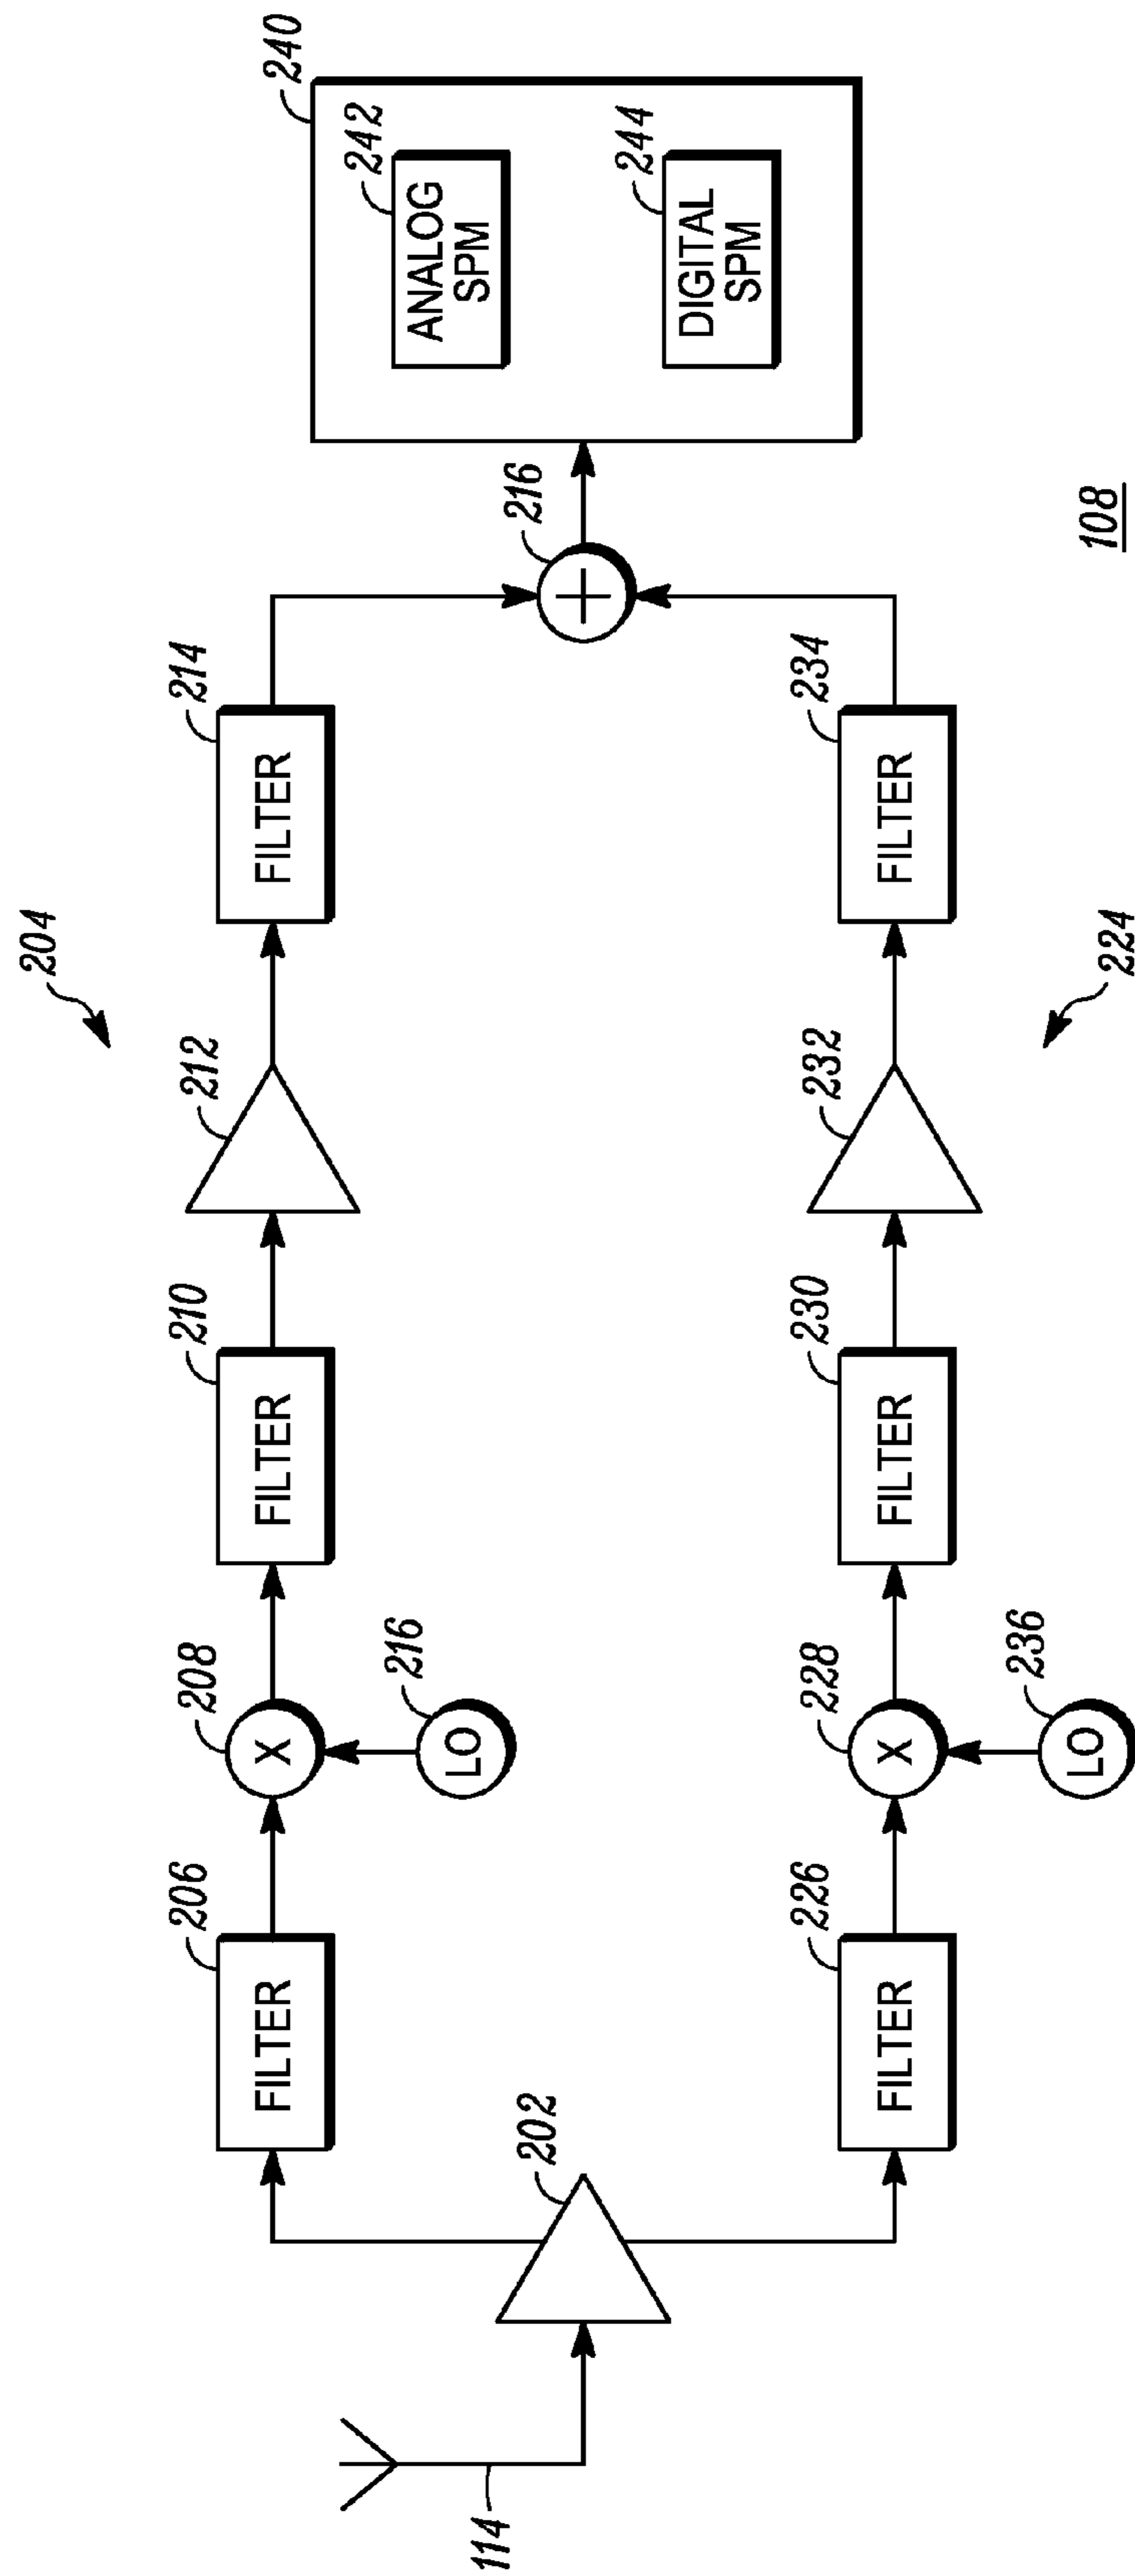 204
206
FILTER
208
X
216
LO
210
FILTER
212
214
FILTER
216
+
240
242
ANALOG
SPM
244
DIGITAL
SPM
114
202
226
FILTER
228
X
236
LO
230
FILTER
232
234
FILTER
224
108